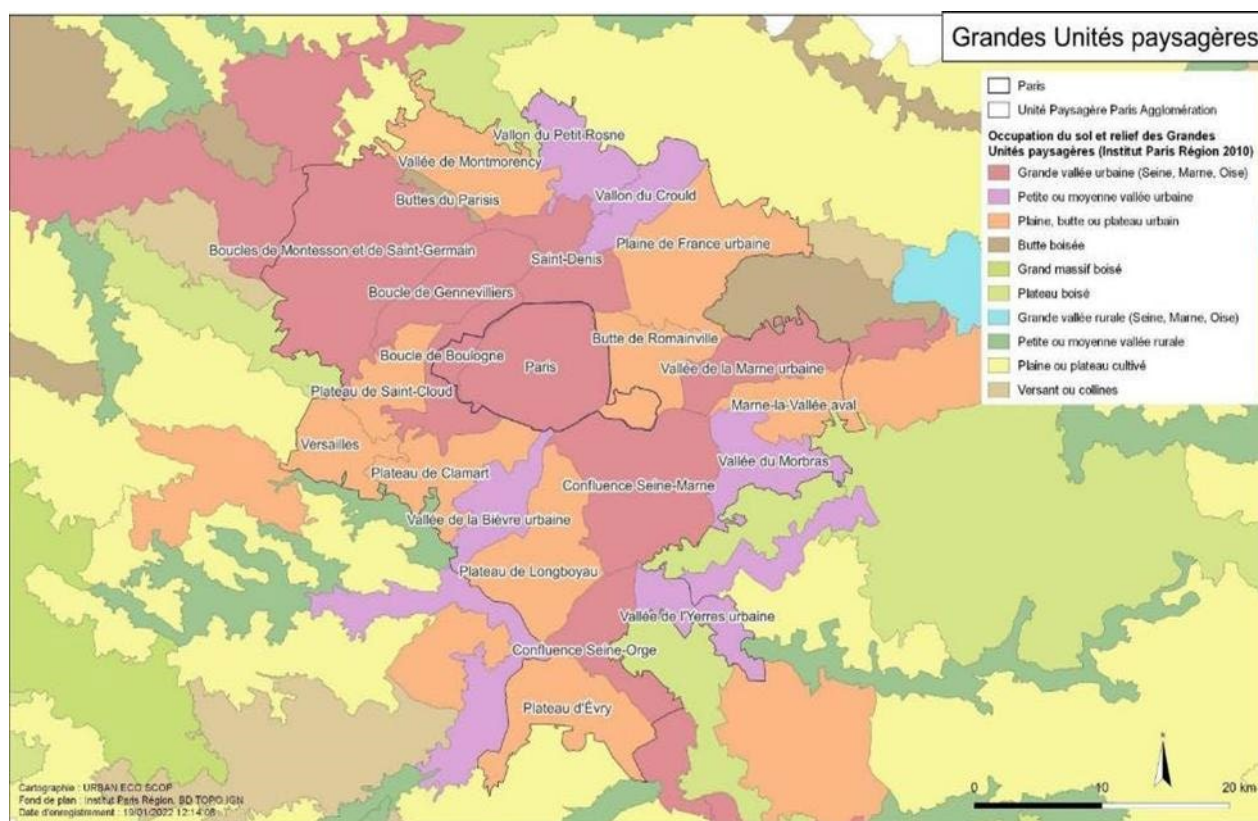 Grandes Unités paysagères
Paris
Unité Paysagère Paris Agglomération
Occupation du sol et relief des Grandes
Unités paysagères (Institut Paris Région 2010)
Grande vallée urbaine (Seine, Marne, Oise)
Petite ou moyenne vallée urbaine
Plaine, butte ou plateau urbain
Butte boisée
Grand massif boisé
Plateau boisé
Grande vallée rurale (Seine, Marne, Oise)
Petite ou moyenne vallée rurale
Plaine ou plateau cultivé
Versant ou collines
Vallon du Petit Rosne
Vallée de Montmorency
Buttes du Parisis
Vallon du Crould
Plaine de France urbaine
Boucles de Montesson et de Saint-Germain
Saint-Denis
Boucle de Gennevilliers
Butte de Romainville
Boucle de Boulogne
Paris
Vallée de la Marne urbaine
Plateau de Saint-Cloud
Marne-la-Vallée aval
Versailles
Plateau de Clamart
Vallée du Morbras
Confluence Seine-Marne
Vallée de la Bièvre urbaine
Plateau de Longboyau
Vallée de l'Yerres urbaine
Confluence Seine-Orge
Plateau d'Évry
Cartographie : URBAN.ECO SCOP
Fond de plan : Institut Paris Région, BD TOPO IGN
Date d'enregistrement : 19/01/2022 12:14:08
N
0 10 20 km